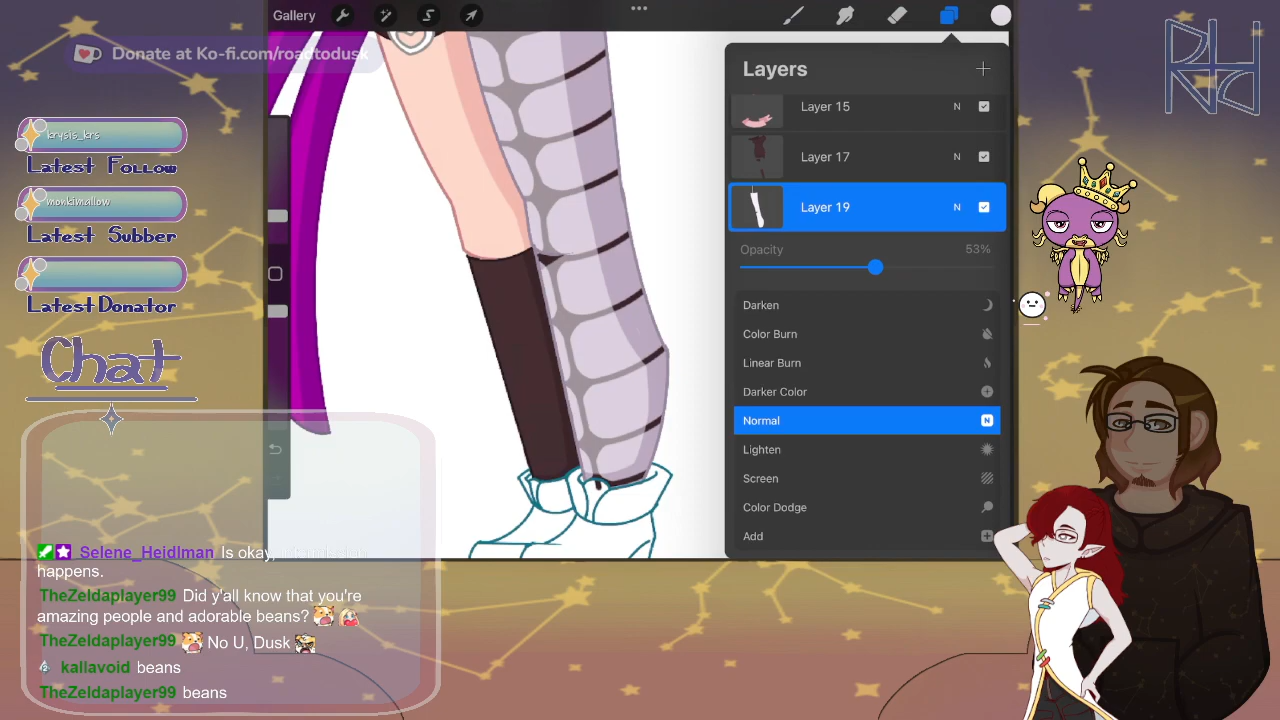 Gallery
Donate at Ko-fi.com/roadtodusk
krysis_krs
Latest Follow
monkimallow
Latest Subber
Latest Donator
Chat
Selene_Heidlman Is okay,
happens.
TheZeldaplayer99 Did y'all know that you're
amazing people and adorable beans?
TheZeldaplayer99 No U, Dusk
kallavoid beans
TheZeldaplayer99 beans
Layers
Layer 15 N
Layer 17 N
Layer 19 N
Opacity 53%
Darken
Color Burn
Linear Burn
Darker Color
Normal N
Lighten
Screen
Color Dodge
Add